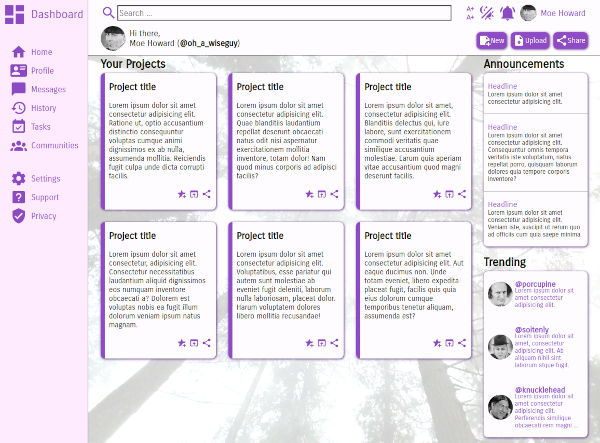 Dashboard
Search ...
A+
A+
Moe Howard
Hi there,
Moe Howard (@oh_a_wiseguy)
New
Upload
Share
Home
Profile
Messages
History
Tasks
Communities
Settings
Support
Privacy
Your Projects
Project title
Lorem ipsum dolor sit amet
consectetur adipisicing elit.
Ratione ut, optio accusantium
distinctio consequuntur
voluptas cumque animi
dignissimos ex ab nulla,
assumenda mollitia. Reiciendis
fugit culpa unde dicta corrupti
facilis.
Project title
Lorem ipsum dolor sit amet
consectetur adipisicing elit.
Quae blanditiis laudantium
repellat deserunt obcaecati
natus odit nisi aspernatur
exercitationem mollitia
inventore, totam dolor! Nam
quod minus corporis ad adipisci
facilis?
Project title
Lorem ipsum dolor sit amet,
consectetur adipisicing elit.
Blanditiis delectus qui, iure
labore, sunt exercitationem
commodi veritatis quae
similique accusantium
molestiae. Earum quia aperiam
vitae accusantium quod magni
deserunt facilis.
Project title
Lorem ipsum dolor sit amet
consectetur, adipisicing elit.
Consectetur necessitatibus
laudantium aliquid dignissimos
eos numquam inventore
obcaecati a? Dolorem est
voluptas nobis ea fugit illum
dolorum veniam ipsum natus
magnam.
Project title
Lorem ipsum dolor sit amet
consectetur, adipisicing elit.
Voluptatibus, esse pariatur qui
autem sunt molestiae ab
eveniet fugit deleniti, laborum
nulla laboriosam, placeat dolor.
Harum voluptatem dolores
libero mollitia recusandae!
Project title
Lorem ipsum dolor sit amet
consectetur adipisicing elit. Aut
eaque ducimus non. Unde
totam eveniet, libero expedita
placeat fugit, facilis quis quia
eius dolorum cumque
temporibus tenetur aliquam,
assumenda est?
Announcements
Headline
Lorem ipsum dolor sit amet
consectetur adipisicing elit.
Headline
Lorem ipsum dolor sit amet
consectetur adipisicing elit.
Consequuntur omnis tempora
veritatis iste voluptatum, natus
repellat porro, quisquam laborum
dolores quia tempore corporis
inventore?
Headline
Lorem ipsum dolor sit amet
consectetur adipisicing elit.
Veniam iste, suscipit ut rerum quo
ad officiis cum quia saepe minima.
Trending
@porcupine
Lorem ipsum dolor sit
amet consectetur
adipisicing elit.
@soitenly
Lorem ipsum dolor sit
amet consectetur
adipisicing elit. Ab
aliquam nihil sint
laborum atque fugit.
@knucklehead
Lorem ipsum dolor sit
amet consectetur
adipisicing elit.
Perferendis similique
obcaecati rem magni ...